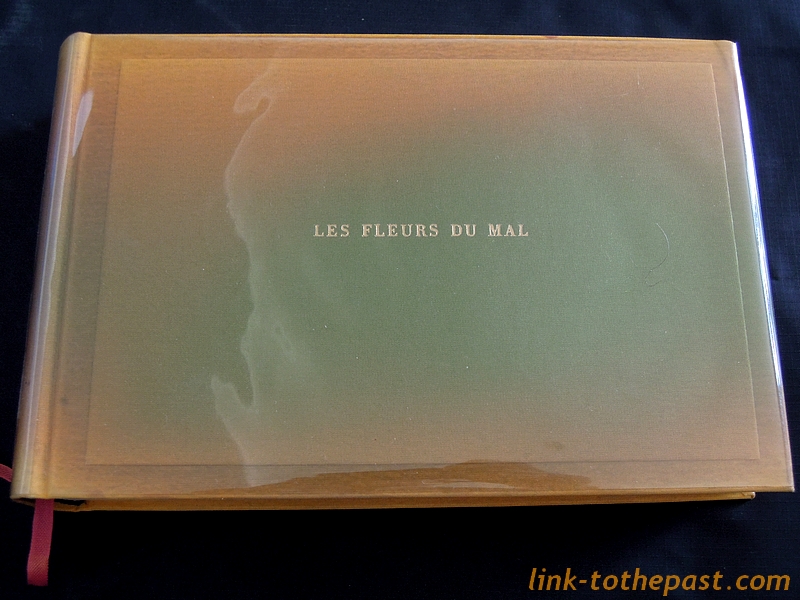 LES FLEURS DU MAL
link-tothepast.com